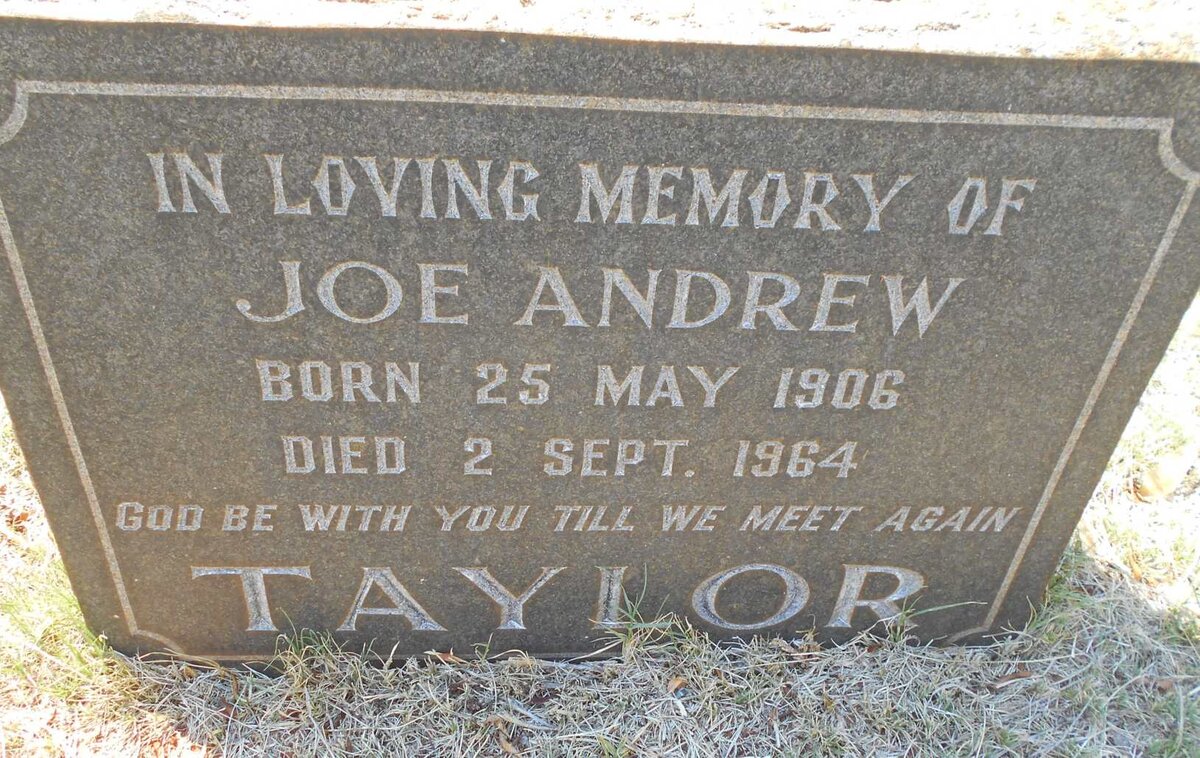 IN LOVING MEMORY OF
JOE ANDREW
BORN 25 MAY 1906
DIED 2 SEPT. 1964
GOD BE WITH YOU TILL WE MEET AGAIN
TAYLOR